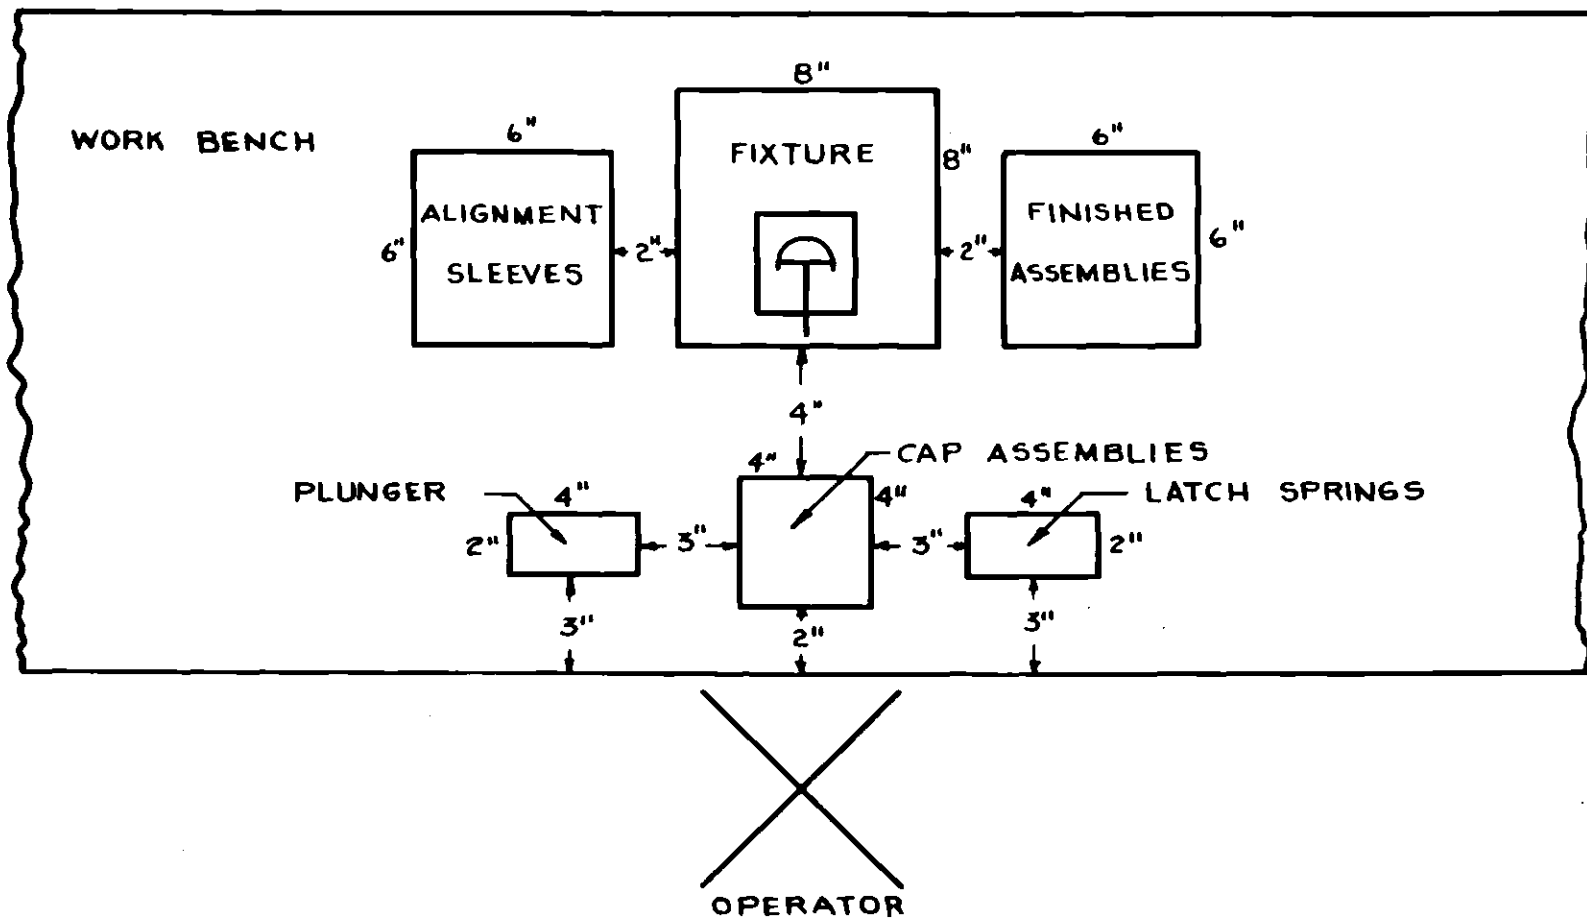 8"
WORK BENCH
6"
FIXTURE
8"
6"
ALIGNMENT
SLEEVES
6"
2"
2"
FINISHED
ASSEMBLIES
6"
4"
CAP ASSEMBLIES
4"
4"
PLUNGER
4"
2"
3"
3"
4"
LATCH SPRINGS
2"
3"
2"
3"
OPERATOR